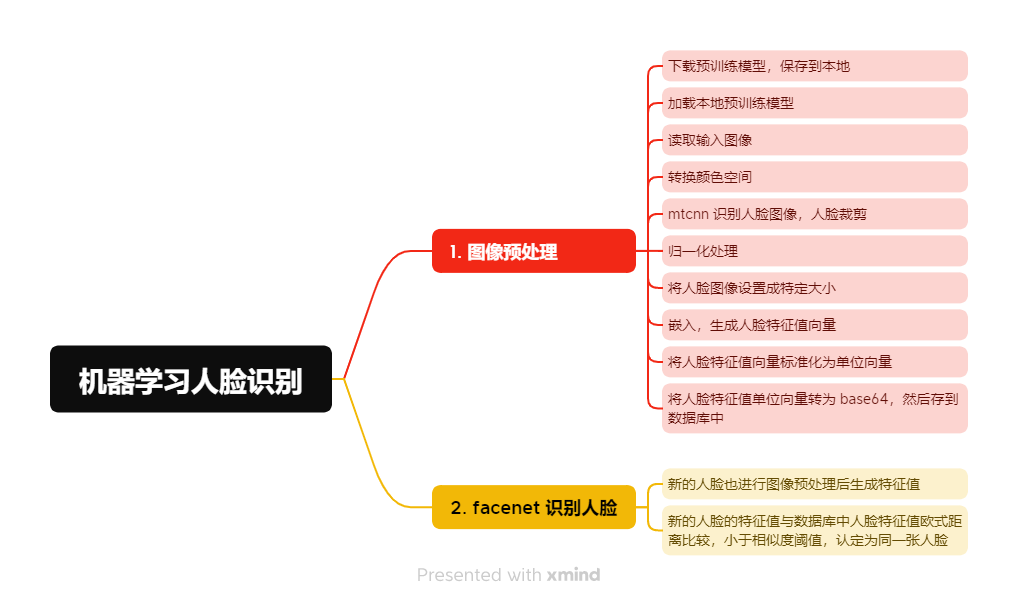 下载预训练模型，保存到本地
加载本地预训练模型
读取输入图像
转换颜色空间
mtcnn 识别人脸图像，人脸裁剪
1. 图像预处理
归一化处理
将人脸图像设置成特定大小
嵌入，生成人脸特征值向量
将人脸特征值向量标准化为单位向量
机器学习人脸识别
将人脸特征值单位向量转为 base64，然后存到
数据库中
新的人脸也进行图像预处理后生成特征值
2. facenet 识别人脸
新的人脸的特征值与数据库中人脸特征值欧式距
离比较，小于相似度阈值，认定为同一张人脸
Presented with xmind